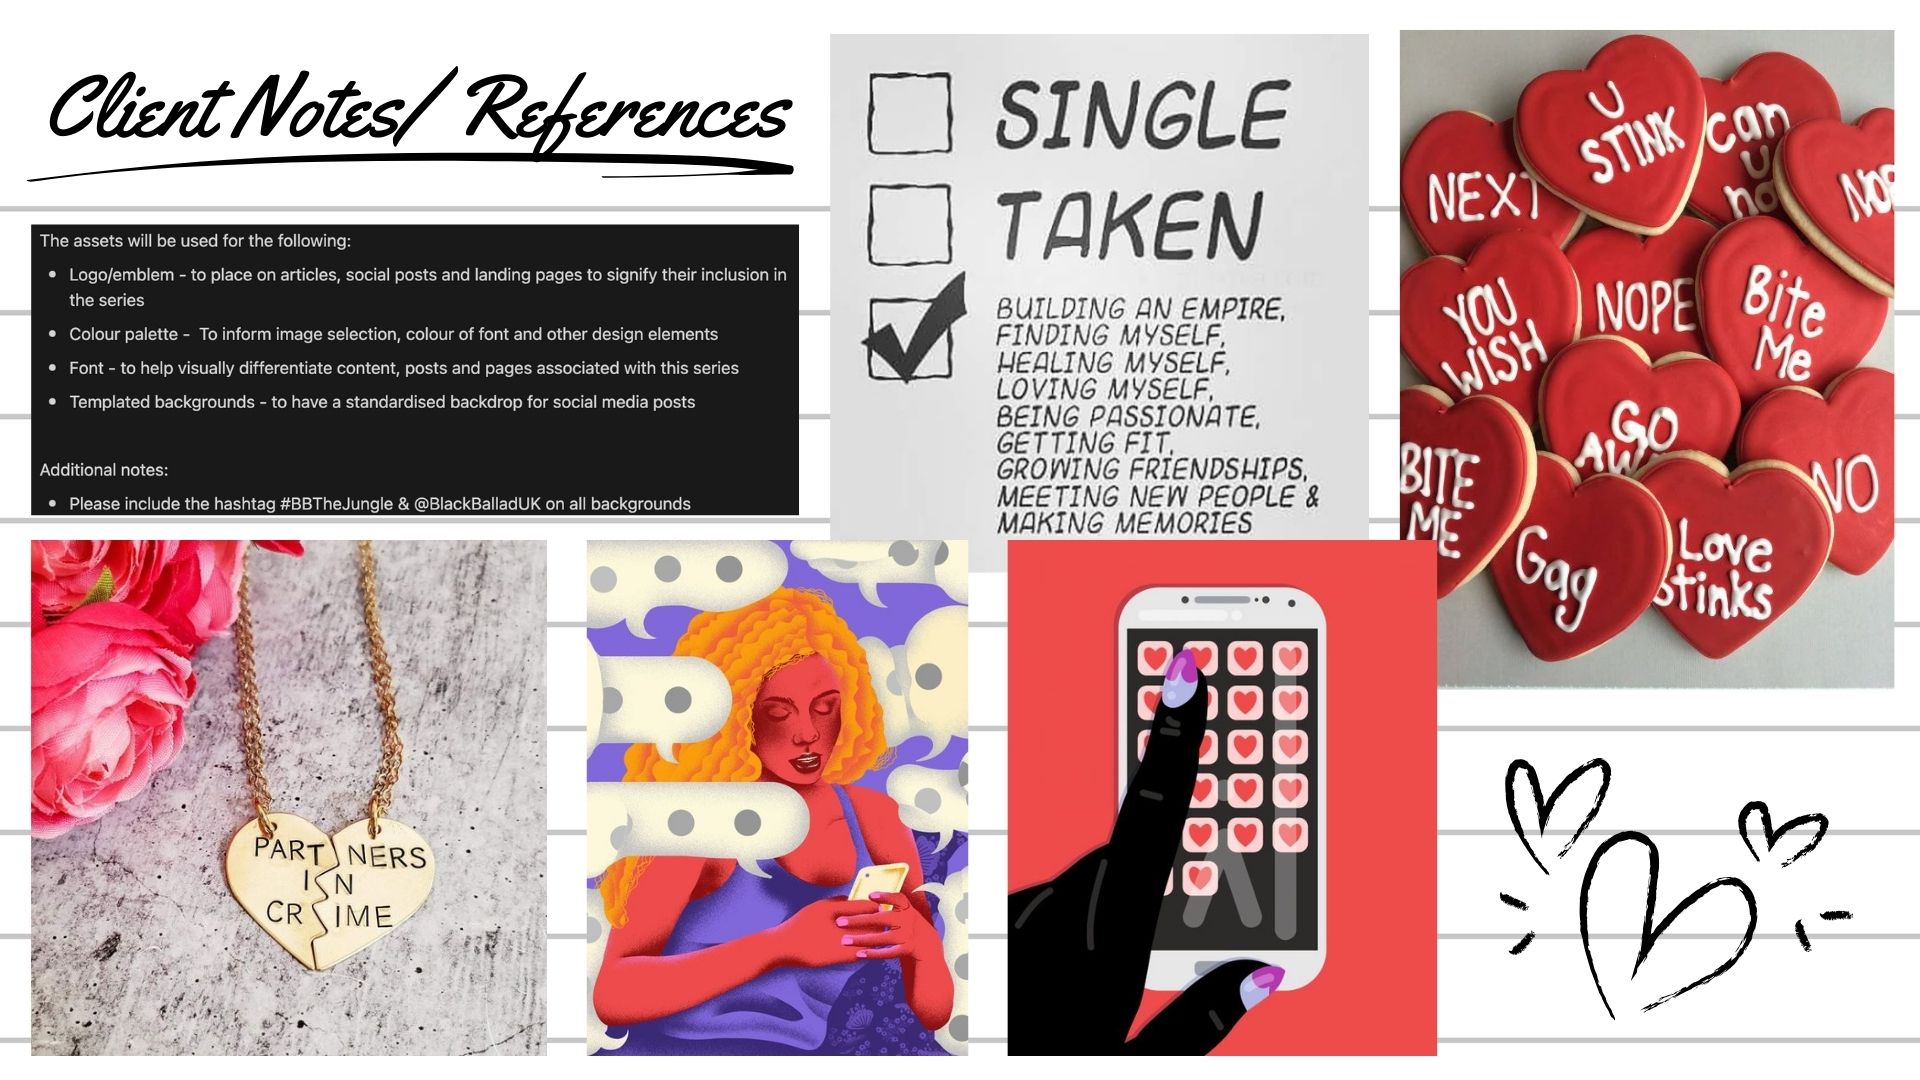 Client Notes/ References
The assets will be used for the following:
• Logo/emblem - to place on articles, social posts and landing pages to signify their inclusion in
the series
• Colour palette - To inform image selection, colour of font and other design elements
• Font - to help visually differentiate content, posts and pages associated with this series
• Templated backgrounds - to have a standardised backdrop for social media posts
Additional notes:
• Please include the hashtag #BBTheJungle & @BlackBalladUK on all backgrounds
SINGLE
TAKEN
BUILDING AN EMPIRE,
FINDING MYSELF,
HEALING MYSELF,
LOVING MYSELF,
BEING PASSIONATE,
GETTING FIT,
GROWING FRIENDSHIPS,
MEETING NEW PEOPLE &
MAKING MEMORIES
U
STINK
can
u
NEXT
YOU
WISH
NOPE
Bite
Me
GO
BITE
ME
NO
Gag
Love
Stinks
PART NERS
I N
CR IME